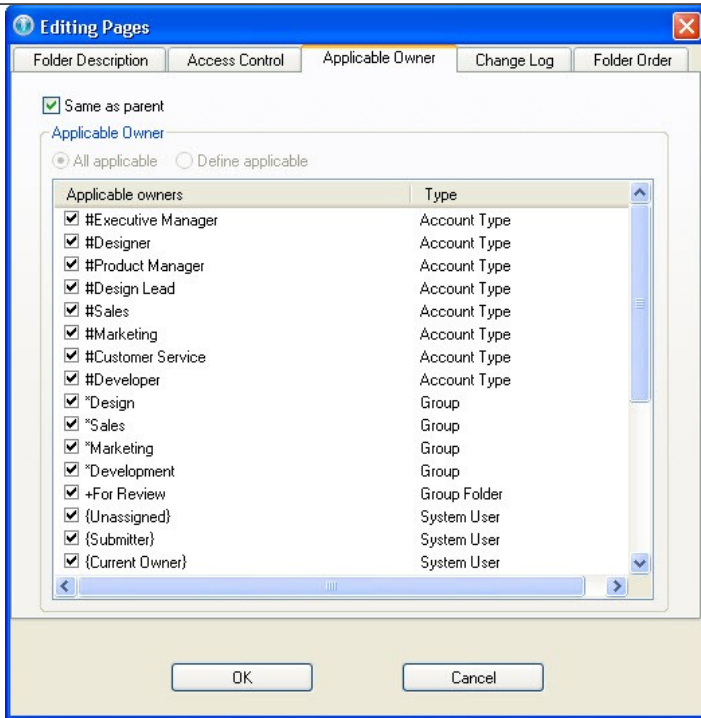 Editing Pages
Folder Description Access Control Applicable Owner Change Log Folder Order
Same as parent
Applicable Owner
All applicable Define applicable
Applicable owners Type
#Executive Manager Account Type
#Designer Account Type
#Product Manager Account Type
#Design Lead Account Type
#Sales Account Type
#Marketing Account Type
#Customer Service Account Type
#Developer Account Type
*Design Group
*Sales Group
*Marketing Group
*Development Group
+For Review Group Folder
{Unassigned} System User
{Submitter} System User
{Current Owner} System User
OK Cancel